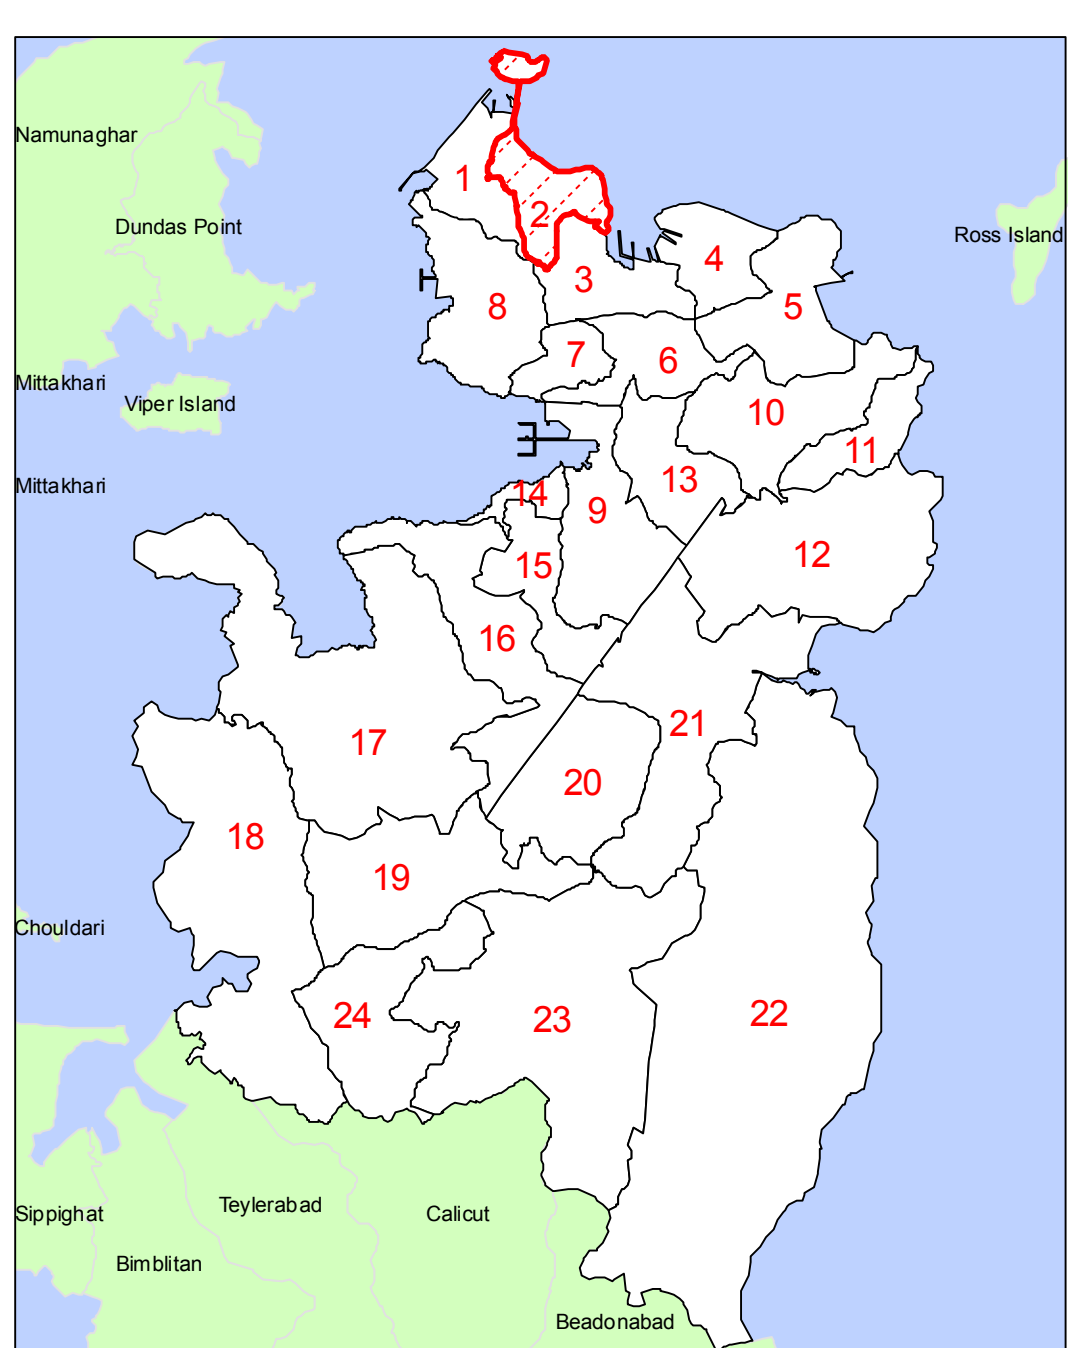 Namunaghar
1
2
Dundas Point
Ross Island
3
4
5
8
7
6
Mittakhari
Viper Island
10
11
Mittakhari
14
9
13
12
15
16
17
21
20
18
19
Chouldari
24
23
22
Sippighat
Teylerabad
Calicut
Bimblitan
Beadonabad